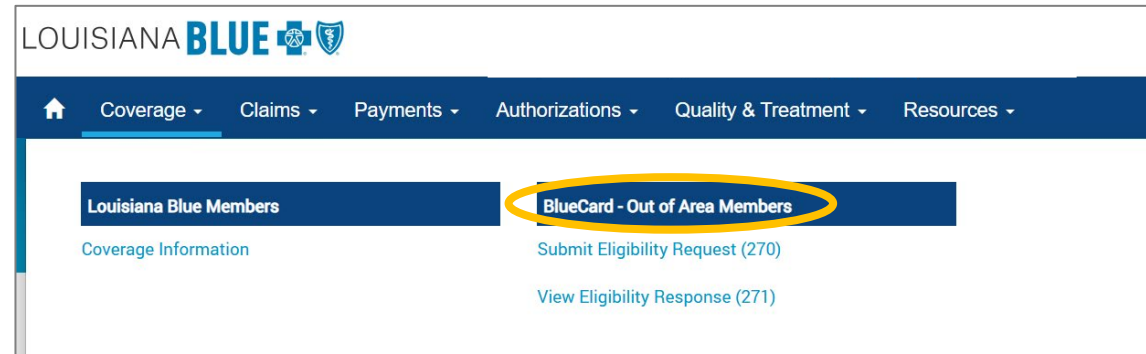 LOUISIANA BLUE
Coverage Claims Payments Authorizations Quality & Treatment Resources
Louisiana Blue Members BlueCard - Out of Area Members
Coverage Information Submit Eligibility Request (270)
View Eligibility Response (271)